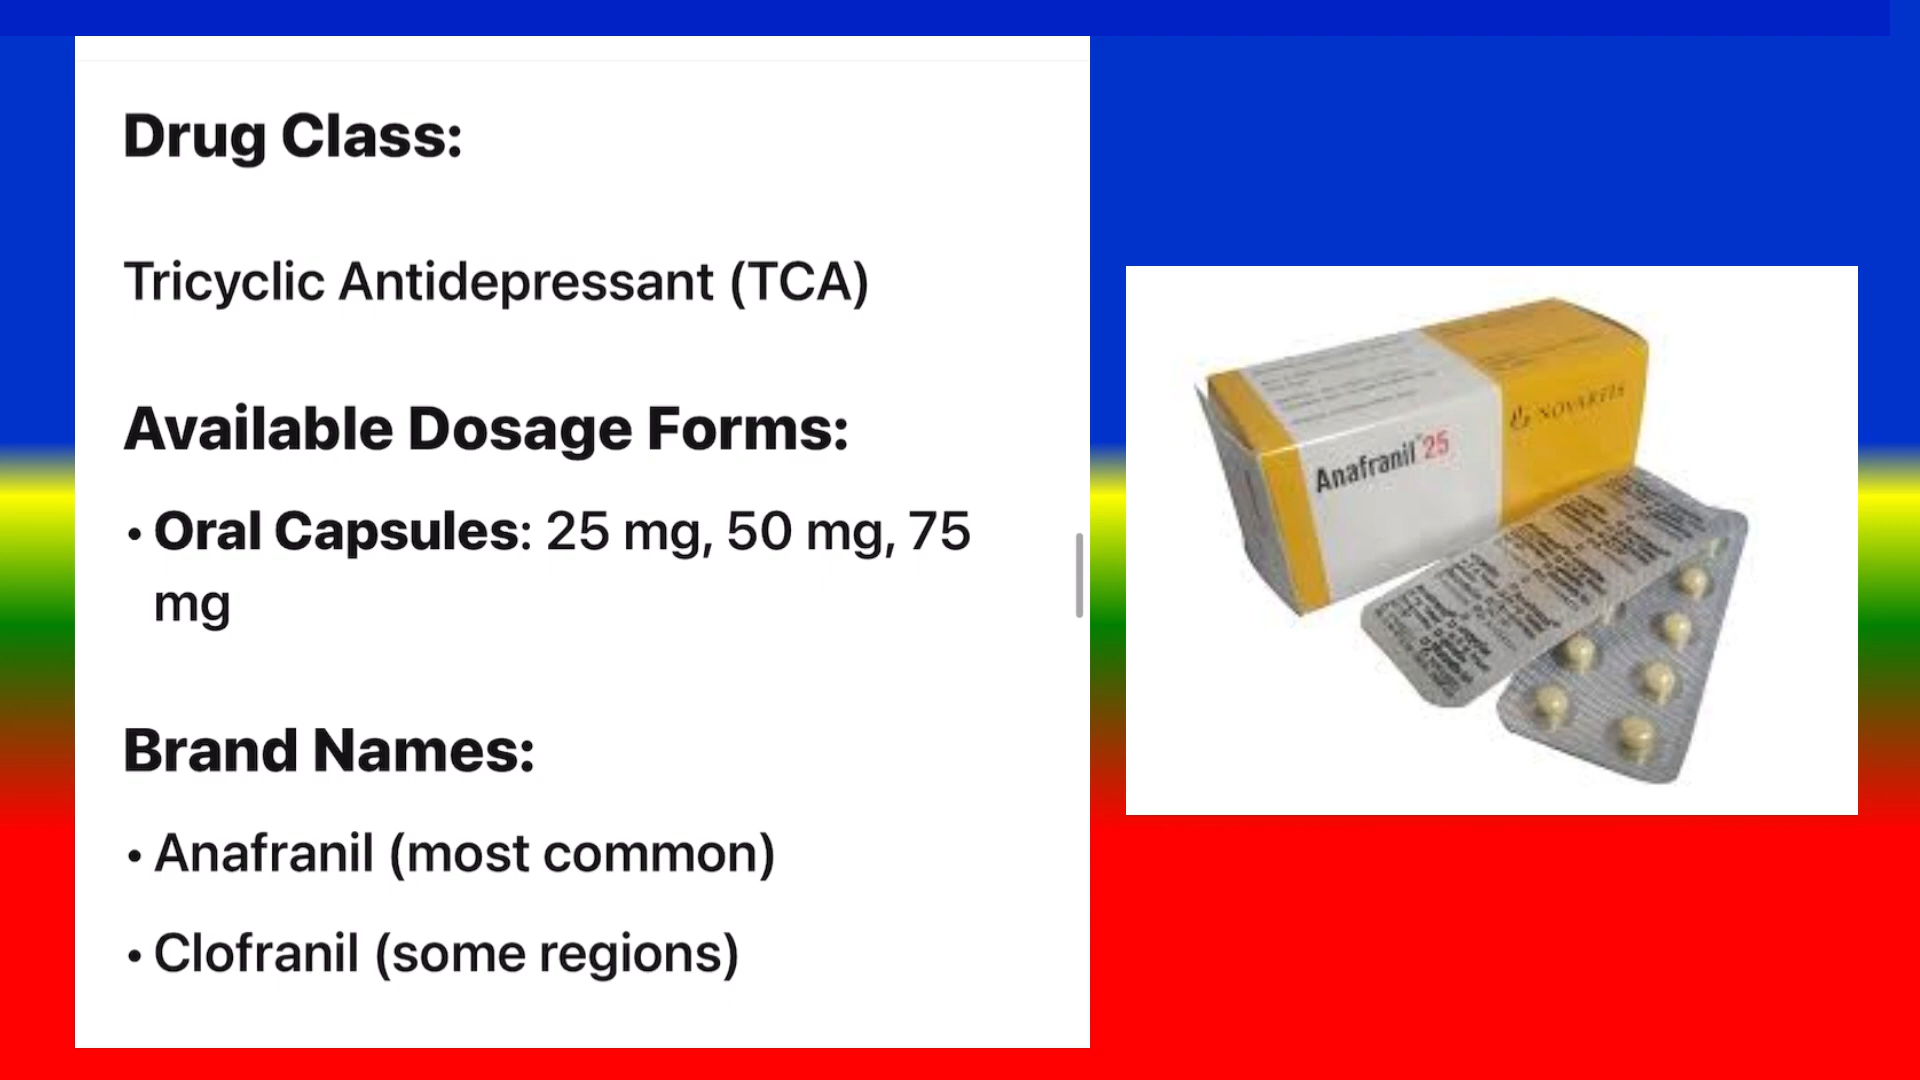 Drug Class:
Tricyclic Antidepressant (TCA)
Available Dosage Forms:
• Oral Capsules: 25 mg, 50 mg, 75
mg
Brand Names:
• Anafranil (most common)
• Clofranil (some regions)
NOVARTIS
Anafranil 25